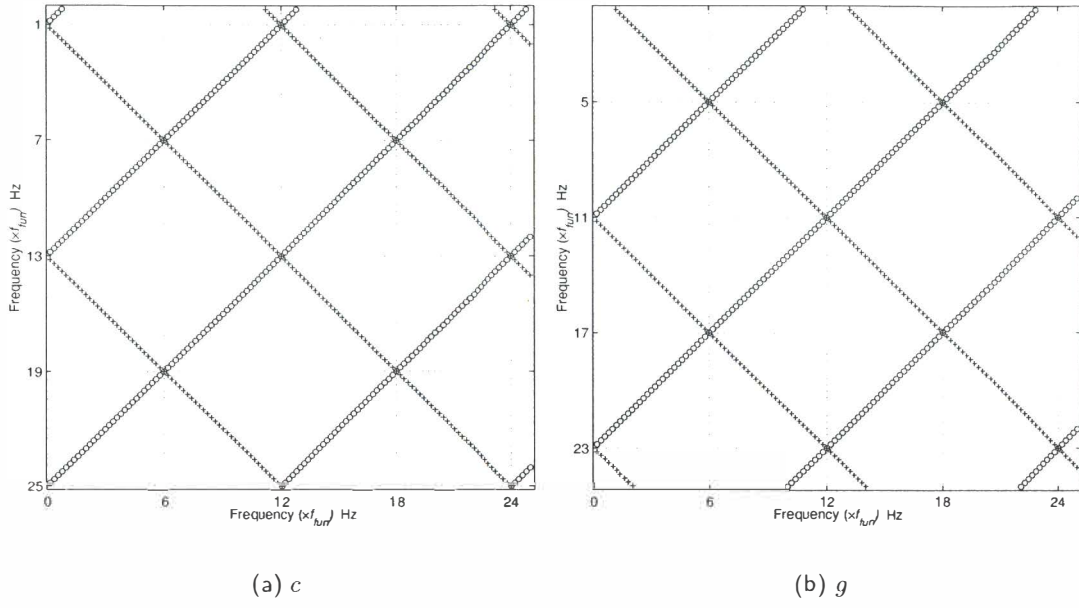 1
7
13
19
25
0 6 12 18 24
Frequency (×f_fun) Hz
Frequency (×f_fun) Hz
(a) c
5
11
17
23
0 6 12 18 24
Frequency (×f_fun) Hz
Frequency (×f_fun) Hz
(b) g